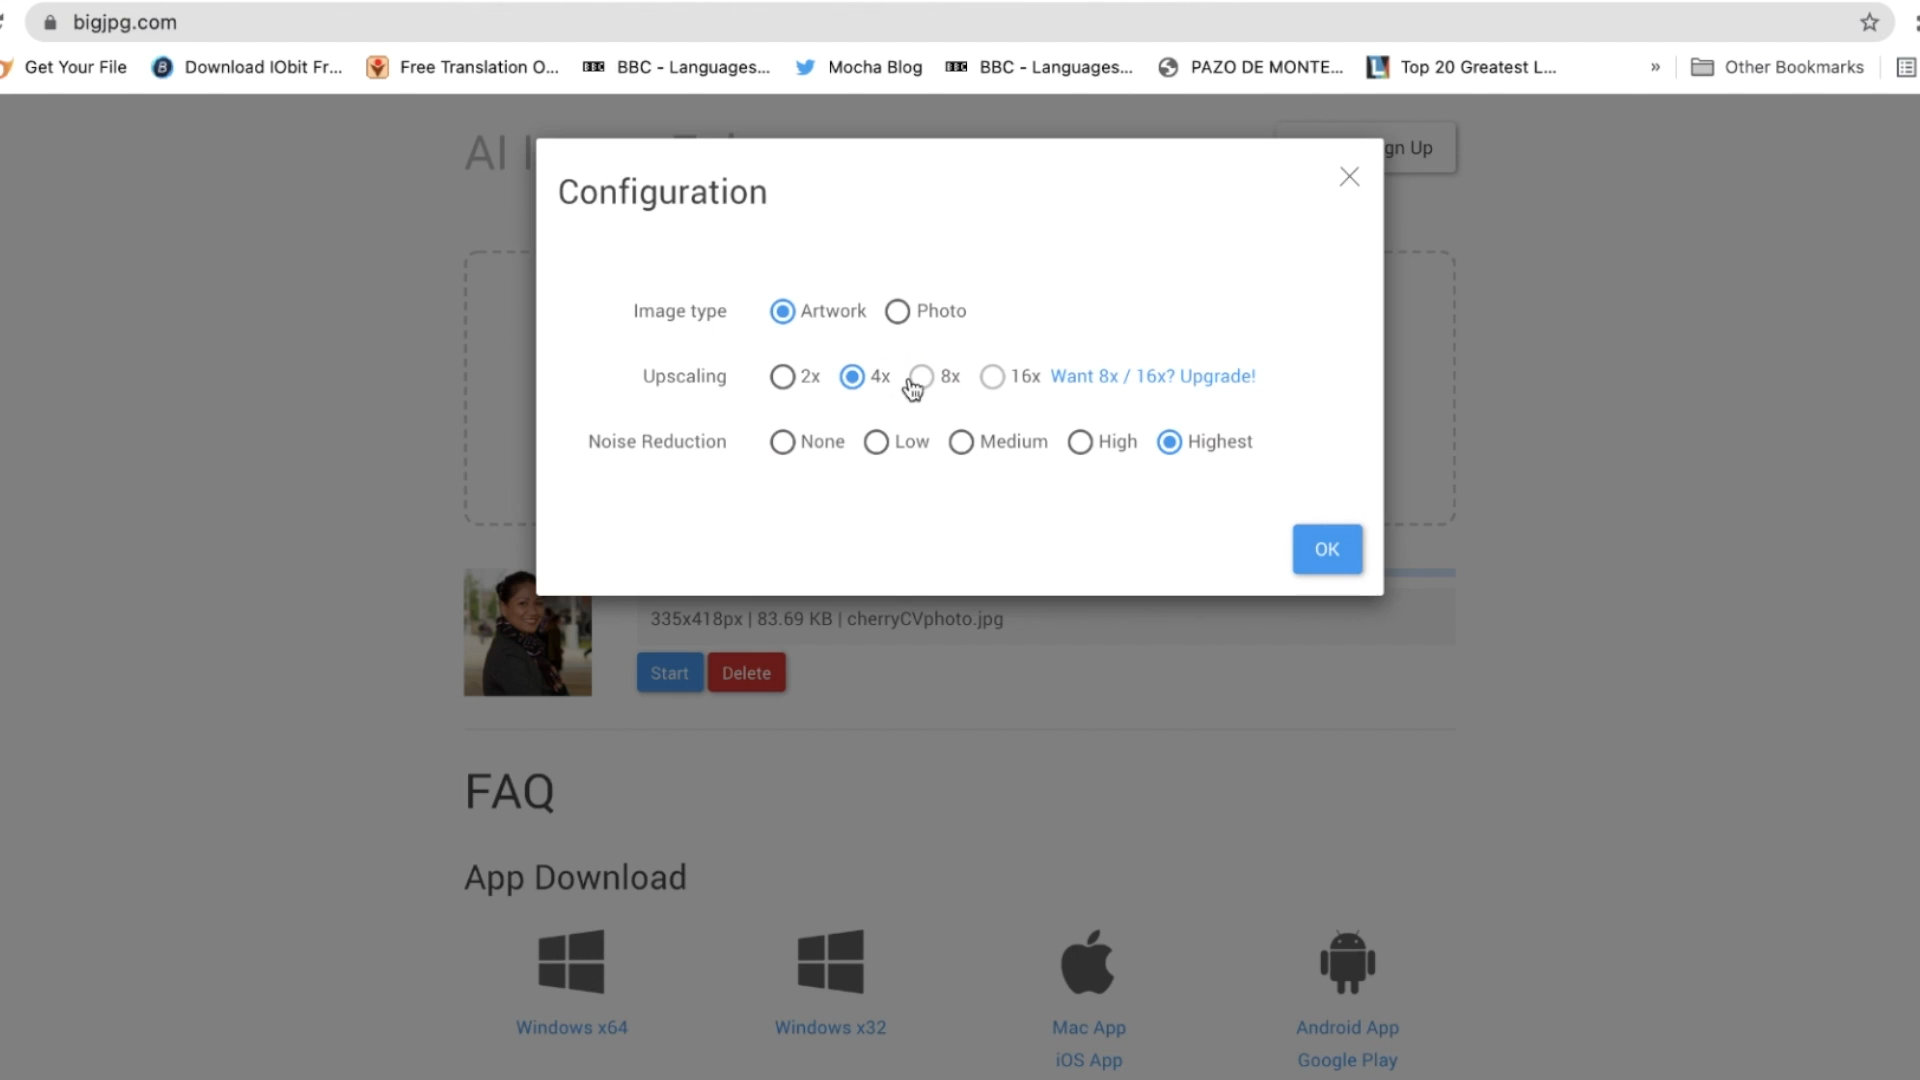 bigjpg.com
Get Your File Download IObit Fr... Free Translation O... BBC BBC - Languages... Mocha Blog BBC BBC - Languages... PAZO DE MONTE... L Top 20 Greatest L... » Other Bookmarks
AI
gn Up
Configuration
Image type Artwork Photo
Upscaling 2x 4x 8x 16x Want 8x / 16x? Upgrade!
Noise Reduction None Low Medium High Highest
OK
335x418px | 83.69 KB | cherryCVphoto.jpg
Start Delete
FAQ
App Download
Windows x64 Windows x32 Mac App Android App
iOS App Google Play